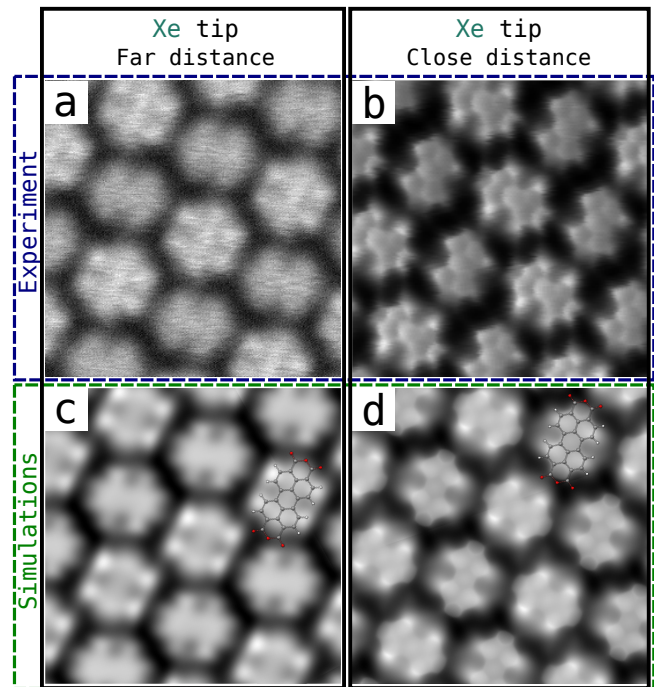 Xe tip
Far distance
Xe tip
Close distance
Experiment
a
b
Simulations
c
d